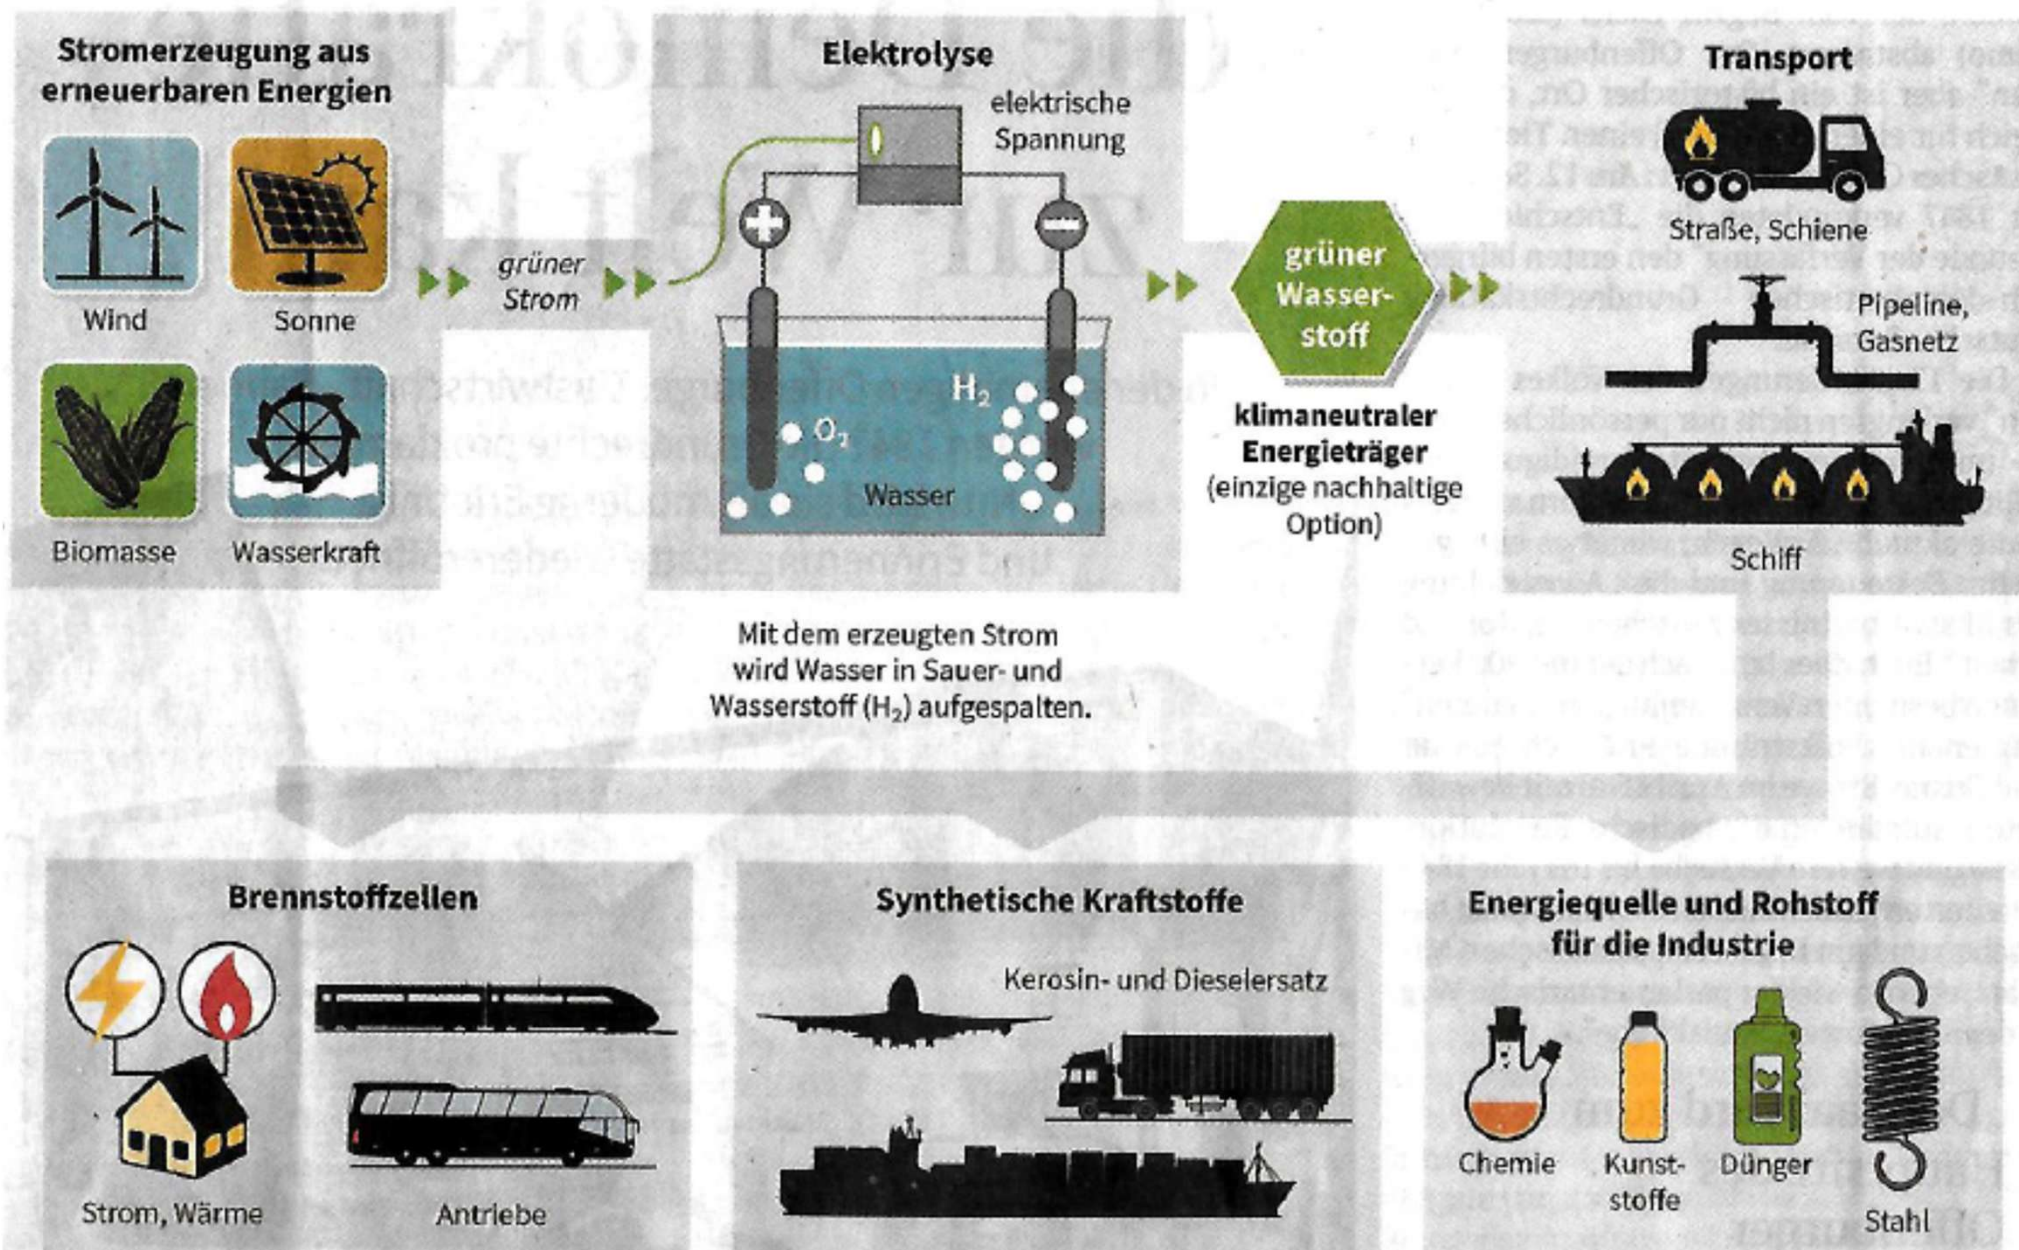 Stromerzeugung aus
erneuerbaren Energien
Wind
Sonne
Biomasse
Wasserkraft
grüner
Strom
Elektrolyse
elektrische
Spannung
+
−
H₂
O₂
Wasser
Mit dem erzeugten Strom
wird Wasser in Sauer- und
Wasserstoff (H₂) aufgespalten.
grüner
Wasser-
stoff
klimaneutraler
Energieträger
(einzige nachhaltige
Option)
Transport
Straße, Schiene
Pipeline,
Gasnetz
Schiff
Brennstoffzellen
Strom, Wärme
Antriebe
Synthetische Kraftstoffe
Kerosin- und Dieselersatz
Energiequelle und Rohstoff
für die Industrie
Chemie
Kunst-
stoffe
Dünger
Stahl